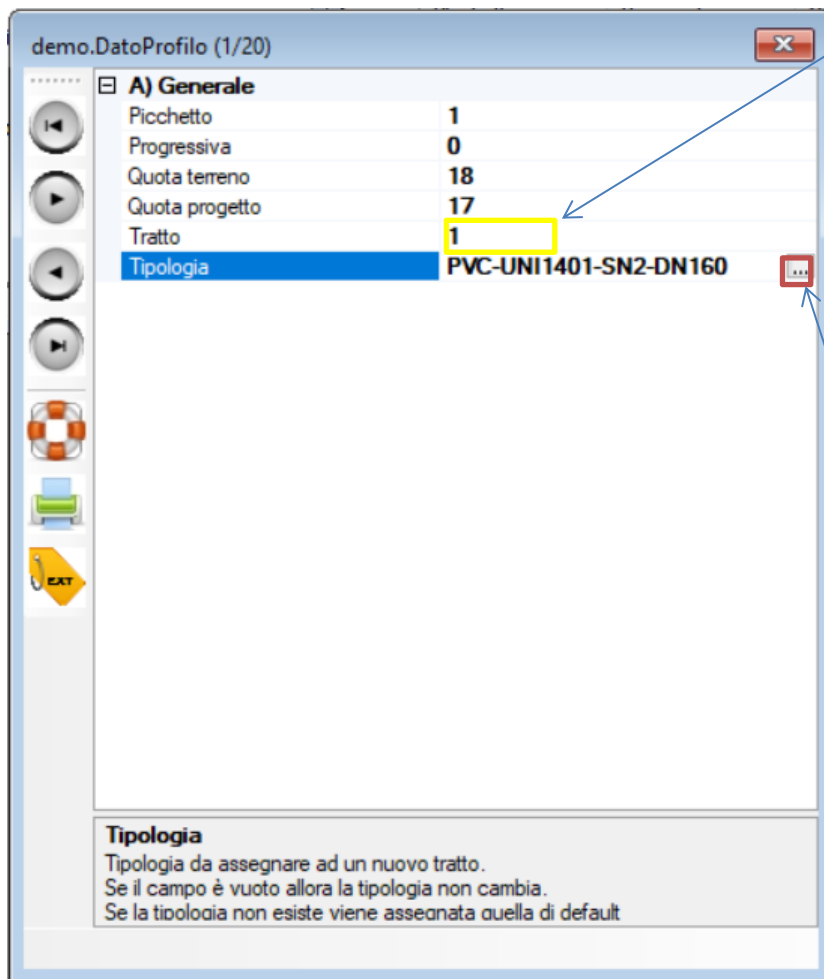 demo.DatoProfilo (1/20)
A) Generale
Picchetto 1
Progressiva 0
Quota terreno 18
Quota progetto 17
Tratto 1
Tipologia PVC-UNI1401-SN2-DN160 ...
EXT
Tipologia
Tipologia da assegnare ad un nuovo tratto.
Se il campo è vuoto allora la tipologia non cambia.
Se la tipologia non esiste viene assegnata quella di default